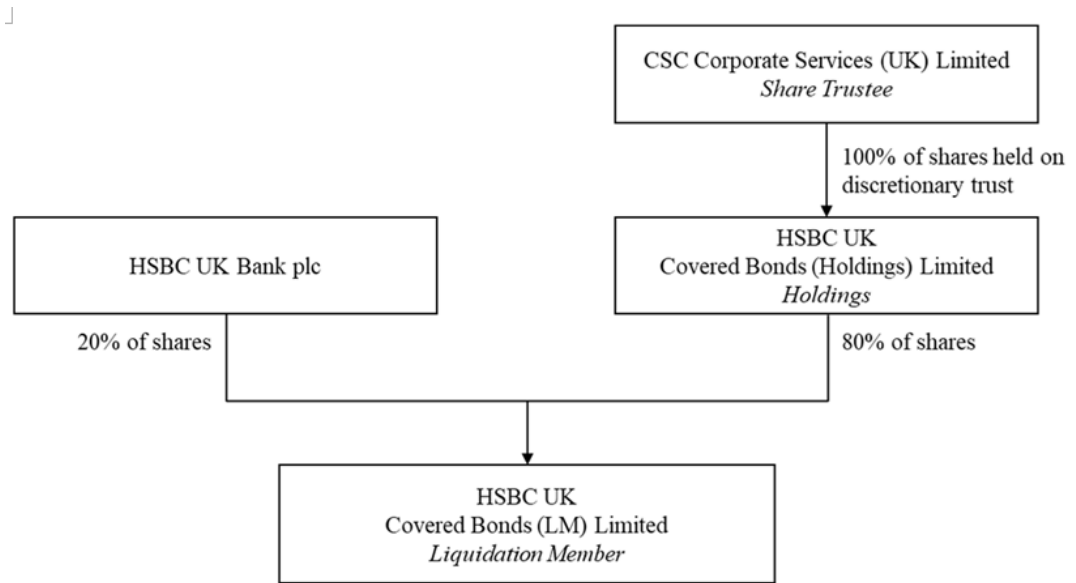 CSC Corporate Services (UK) Limited
Share Trustee
100% of shares held on
discretionary trust
HSBC UK Bank plc
HSBC UK
Covered Bonds (Holdings) Limited
Holdings
20% of shares
80% of shares
HSBC UK
Covered Bonds (LM) Limited
Liquidation Member